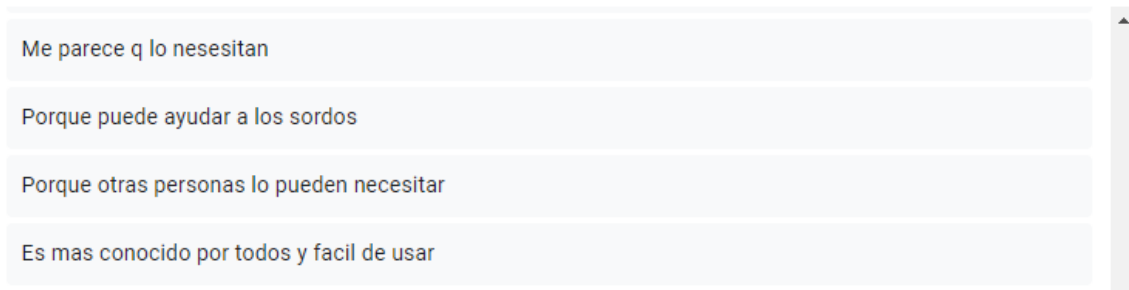 Me parece q lo nesesitan
Porque puede ayudar a los sordos
Porque otras personas lo pueden necesitar
Es mas conocido por todos y facil de usar